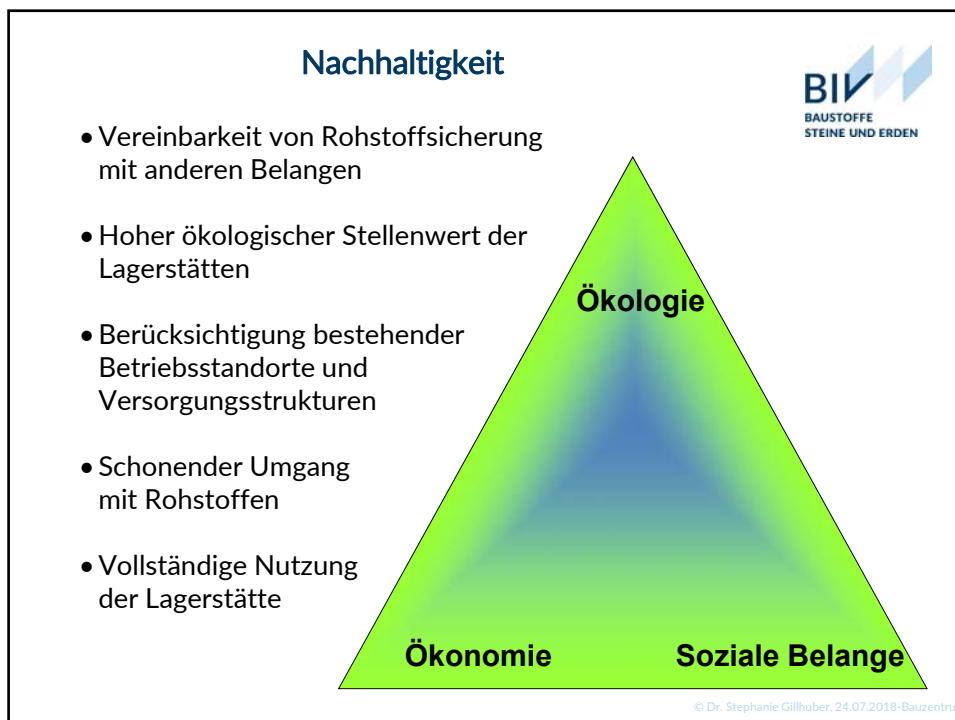 Nachhaltigkeit
BIV
BAUSTOFFE
STEINE UND ERDEN
• Vereinbarkeit von Rohstoffsicherung
mit anderen Belangen
• Hoher ökologischer Stellenwert der
Lagerstätten
• Berücksichtigung bestehender
Betriebsstandorte und
Versorgungsstrukturen
• Schonender Umgang
mit Rohstoffen
• Vollständige Nutzung
der Lagerstätte
Ökologie
Ökonomie Soziale Belange
© Dr. Stephanie Gillhuber, 24.07.2018-Bauzentru